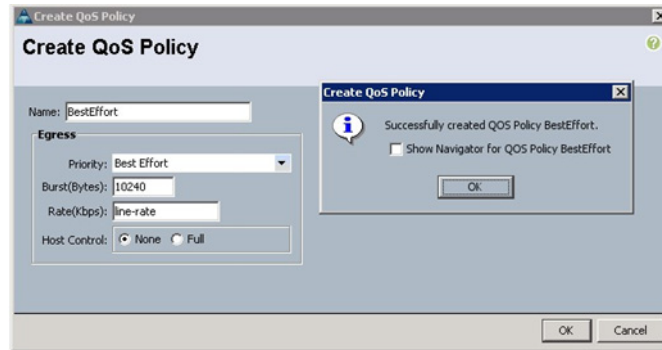 Create QoS Policy
Create QoS Policy
Name: BestEffort
Egress
Priority: Best Effort
Burst(Bytes): 10240
Rate(Kbps): line-rate
Host Control: None Full
Create QoS Policy
Successfully created QOS Policy BestEffort.
Show Navigator for QOS Policy BestEffort
OK
OK Cancel